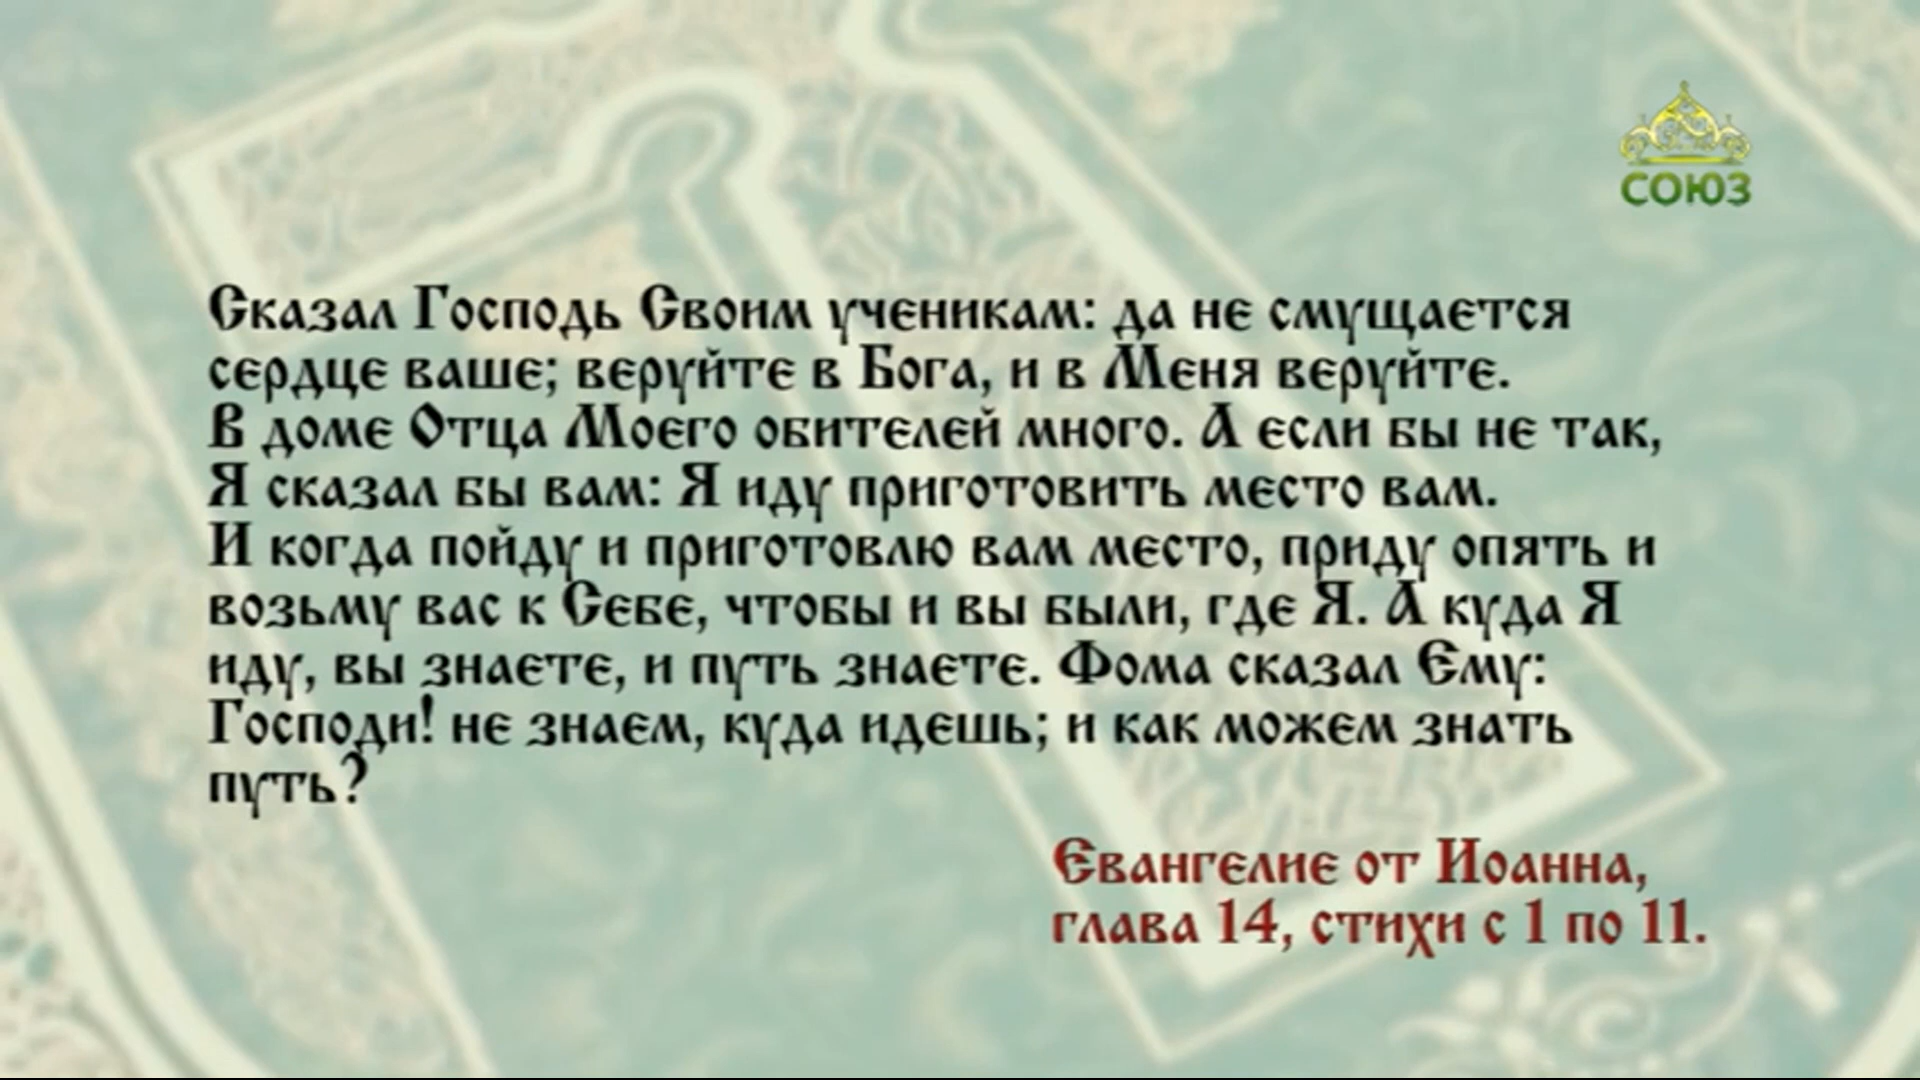 СОЮЗ
Сказал Господь Своим ученикам: да не смущается
сердце ваше; веруйте в Бога, и в Меня веруйте.
В доме Отца Моего обителей много. А если бы не так,
Я сказал бы вам: Я иду приготовить место вам.
И когда пойду и приготовлю вам место, приду опять и
возьму вас к Себе, чтобы и вы были, где Я. А куда Я
иду, вы знаете, и путь знаете. Фома сказал Ему:
Господи! не знаем, куда идешь; и как можем знать
путь?
Евангелие от Иоанна,
глава 14, стихи с 1 по 11.